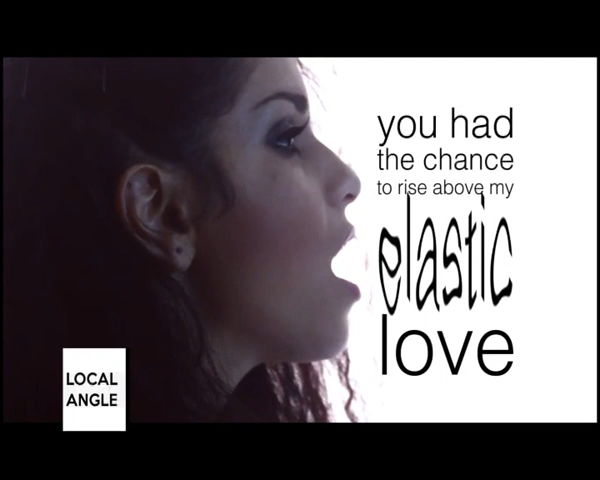 you had
the chance
to rise above my
elastic
love
LOCAL
ANGLE